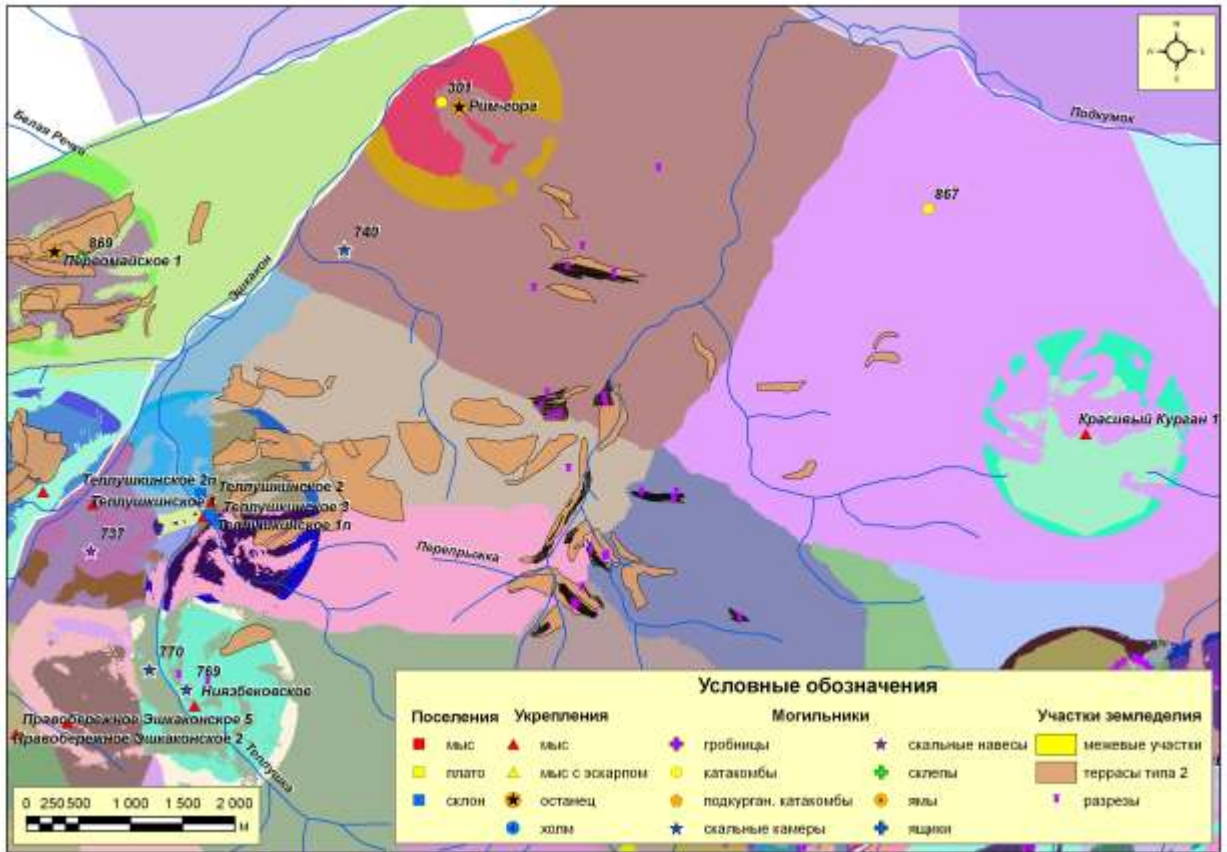 N
W
E
S
301
Рим-гора
Подкумок
Белая Речка
867
740
869
Первомайское 1
Эшкакон
Красивый Курган 1
Теплушкинское 2п
Теплушкинское 2
Теплушкинское 3
Теплушкинское 1п
737
Перепрыжка
770
769
Ниязбековское
Правобережное Эшкаконское 5
Правобережное Эшкаконское 2
Теплушка
Условные обозначения
Поселения
мыс
плато
склон
Укрепления
мыс
мыс с эскарпом
останец
холм
Могильники
гробницы
катакомбы
подкурган. катакомбы
скальные камеры
скальные навесы
склепы
ямы
ящики
Участки земледелия
межевые участки
террасы типа 2
разрезы
0 250 500 1 000 1 500 2 000
м